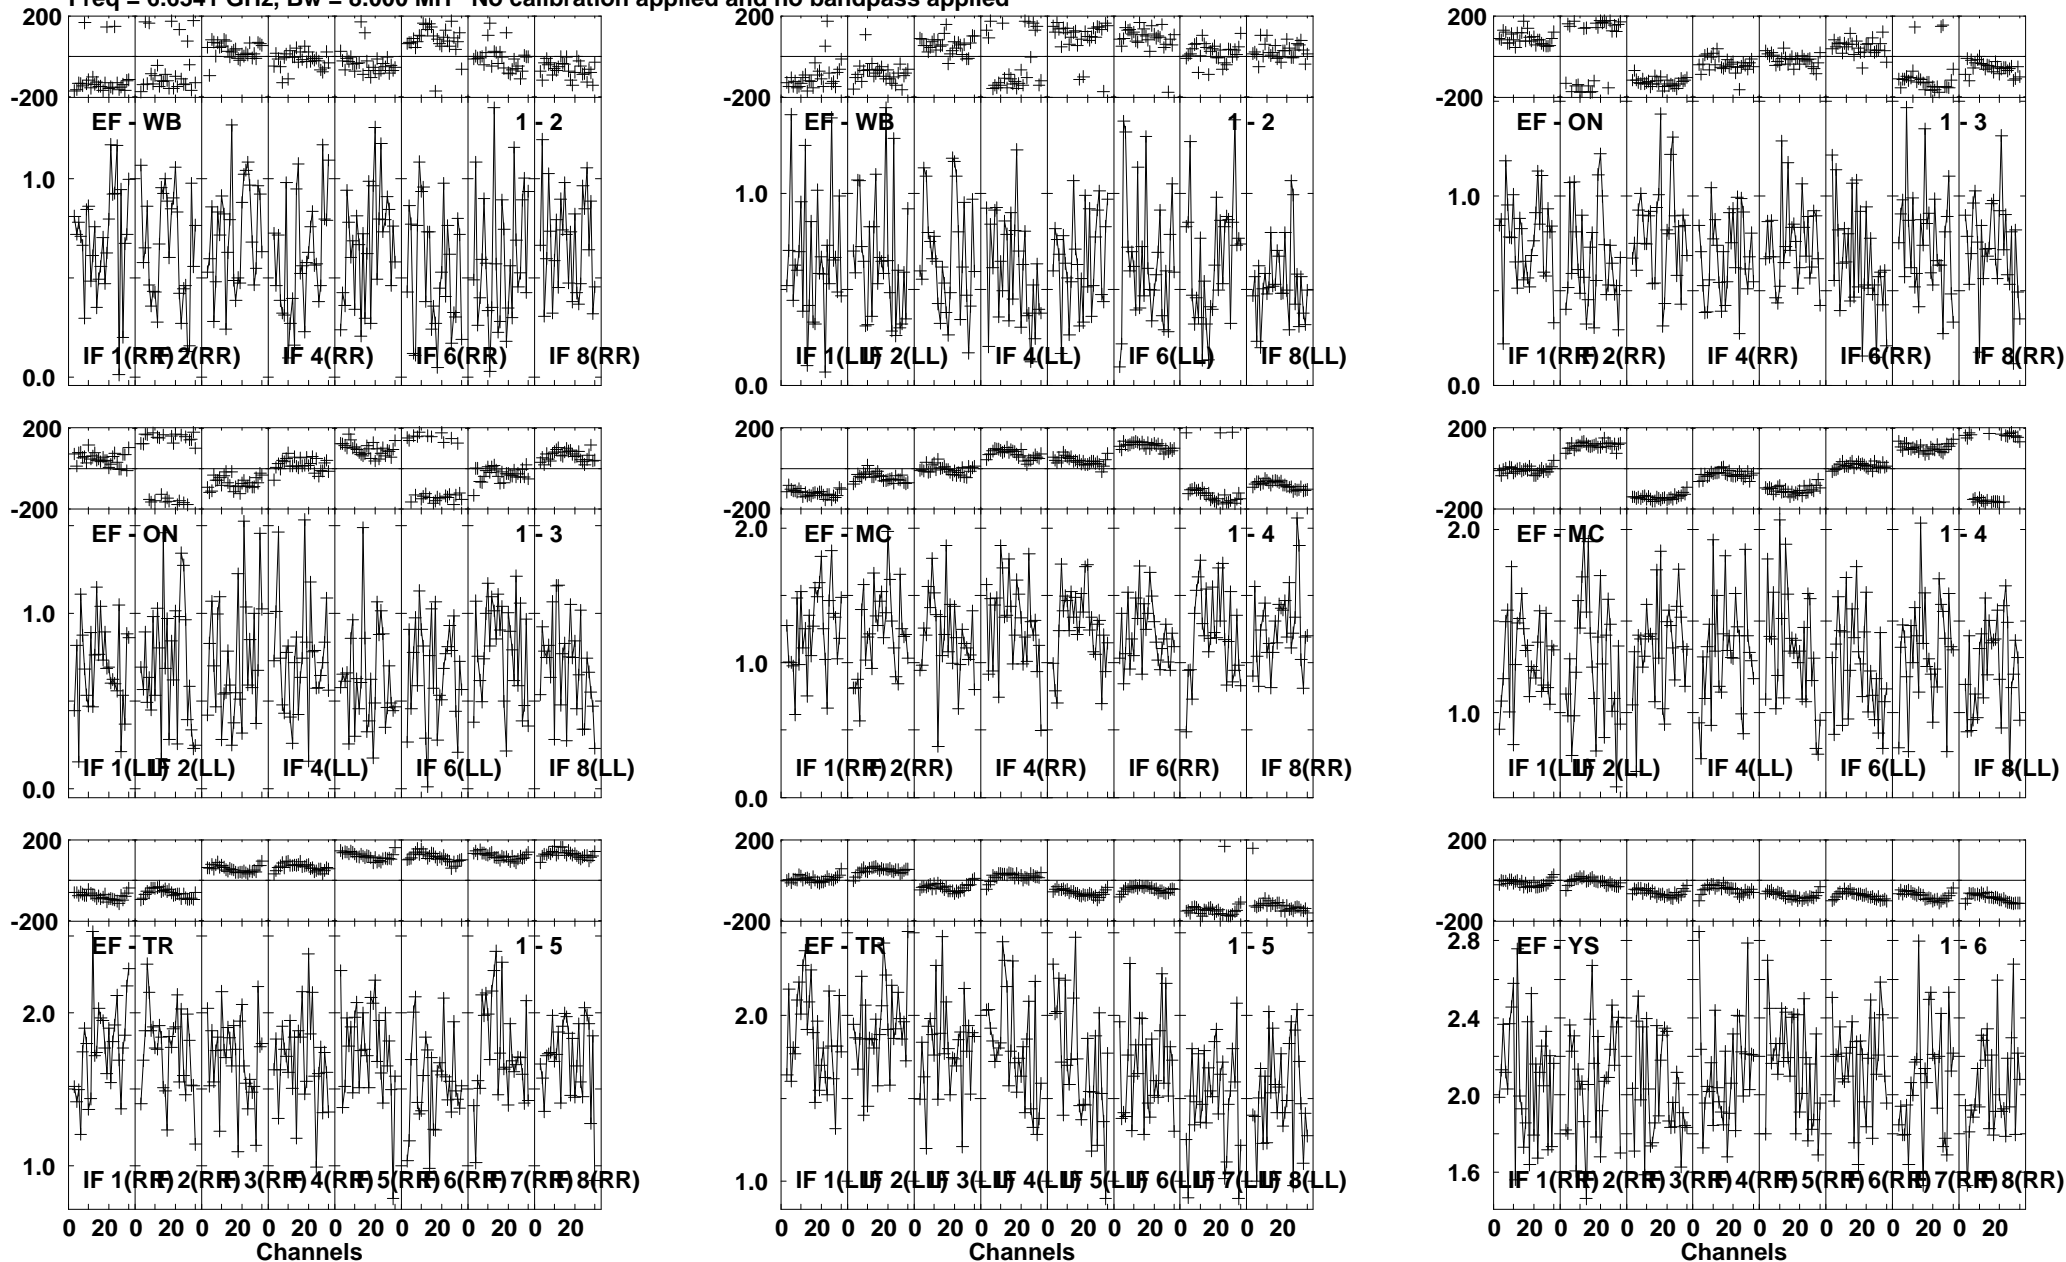 Freq = 6.6341 GHz, Bw = 8.000 MH No calibration applied and no bandpass applied
200
-200
EF - WB
1 - 2
1.0
0.0
IF 1(RR)
IF 2(RR)
IF 4(RR)
IF 6(RR)
IF 8(RR)
200
-200
EF - WB
1 - 2
1.0
0.0
IF 1(LL)
IF 2(LL)
IF 4(LL)
IF 6(LL)
IF 8(LL)
200
-200
EF - ON
1 - 3
1.0
0.0
IF 1(RR)
IF 2(RR)
IF 4(RR)
IF 6(RR)
IF 8(RR)
200
-200
EF - ON
1 - 3
1.0
0.0
IF 1(LL)
IF 2(LL)
IF 4(LL)
IF 6(LL)
IF 8(LL)
200
-200
2.0
EF - MC
1 - 4
1.0
0.0
IF 1(RR)
IF 2(RR)
IF 4(RR)
IF 6(RR)
IF 8(RR)
200
-200
2.0
EF - MC
1 - 4
1.0
IF 1(LL)
IF 2(LL)
IF 4(LL)
IF 6(LL)
IF 8(LL)
200
-200
EF - TR
1 - 5
2.0
1.0
IF 1(RR)
IF 2(RR)
IF 3(RR)
IF 4(RR)
IF 5(RR)
IF 6(RR)
IF 7(RR)
IF 8(RR)
0 20 0 20 0 20 0 20 0 20 0 20 0 20 0 20
Channels
200
-200
EF - TR
1 - 5
2.0
1.0
IF 1(LL)
IF 2(LL)
IF 3(LL)
IF 4(LL)
IF 5(LL)
IF 6(LL)
IF 7(LL)
IF 8(LL)
0 20 0 20 0 20 0 20 0 20 0 20 0 20 0 20
Channels
200
-200
2.8
EF - YS
1 - 6
2.4
2.0
1.6
IF 1(RR)
IF 2(RR)
IF 3(RR)
IF 4(RR)
IF 5(RR)
IF 6(RR)
IF 7(RR)
IF 8(RR)
0 20 0 20 0 20 0 20 0 20 0 20 0 20 0 20
Channels